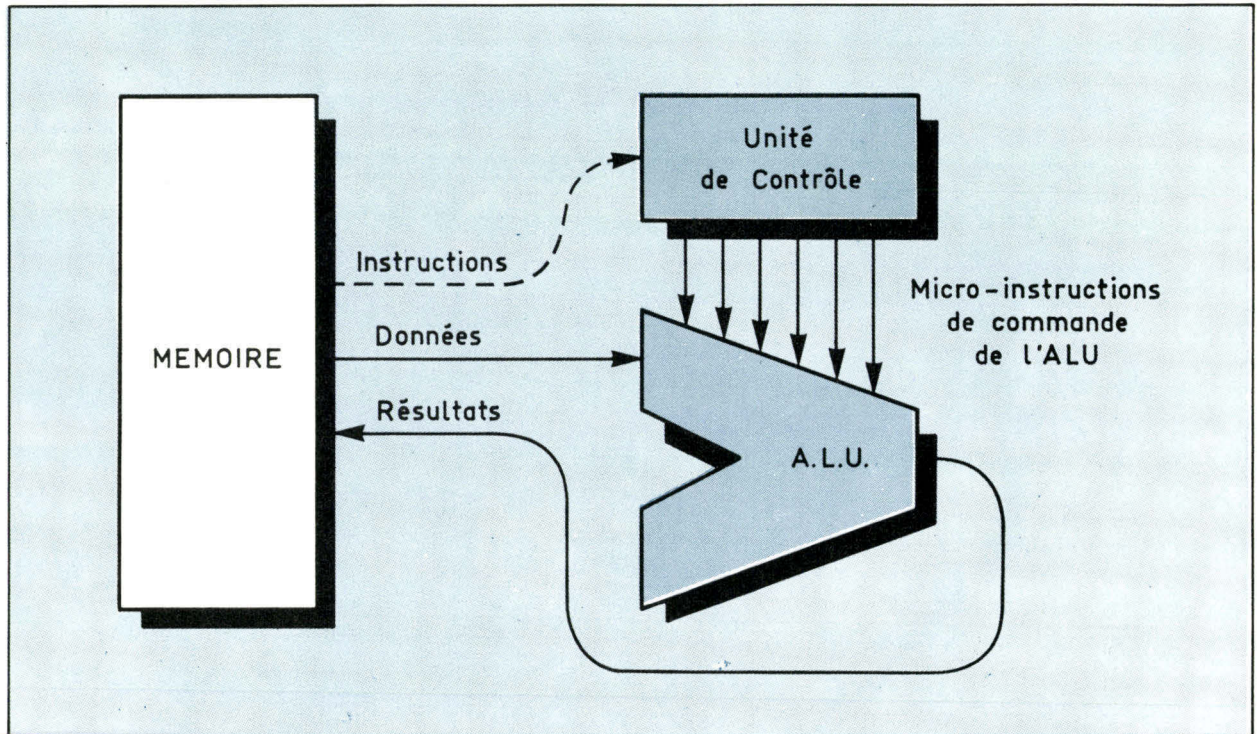 Unité
de Contrôle
Instructions
Micro-instructions
de commande
de l'ALU
Données
MEMOIRE
Résultats
A.L.U.